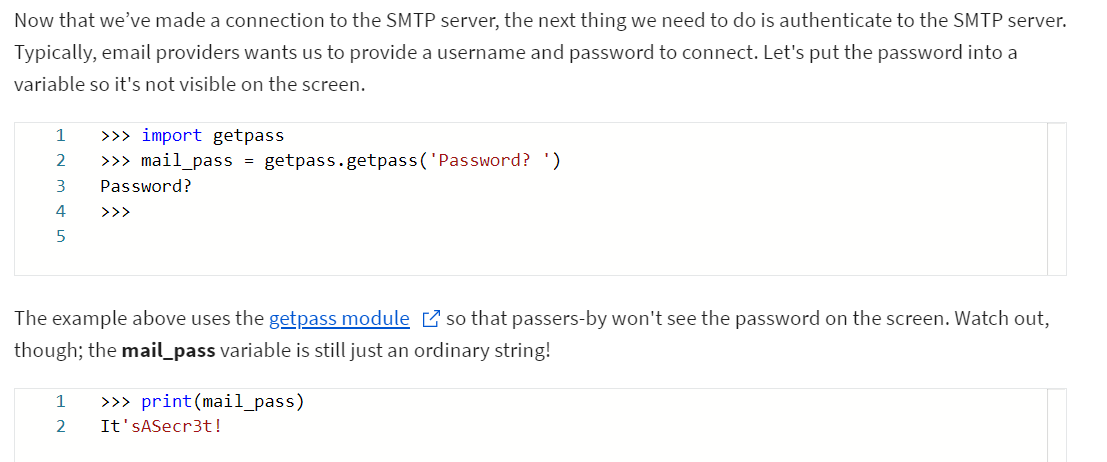 Now that we’ve made a connection to the SMTP server, the next thing we need to do is authenticate to the SMTP server.
Typically, email providers wants us to provide a username and password to connect. Let's put the password into a
variable so it's not visible on the screen.
1 >>> import getpass
2 >>> mail_pass = getpass.getpass('Password? ')
3 Password?
4 >>>
5
The example above uses the getpass module so that passers-by won't see the password on the screen. Watch out,
though; the mail_pass variable is still just an ordinary string!
1 >>> print(mail_pass)
2 It'sASecr3t!